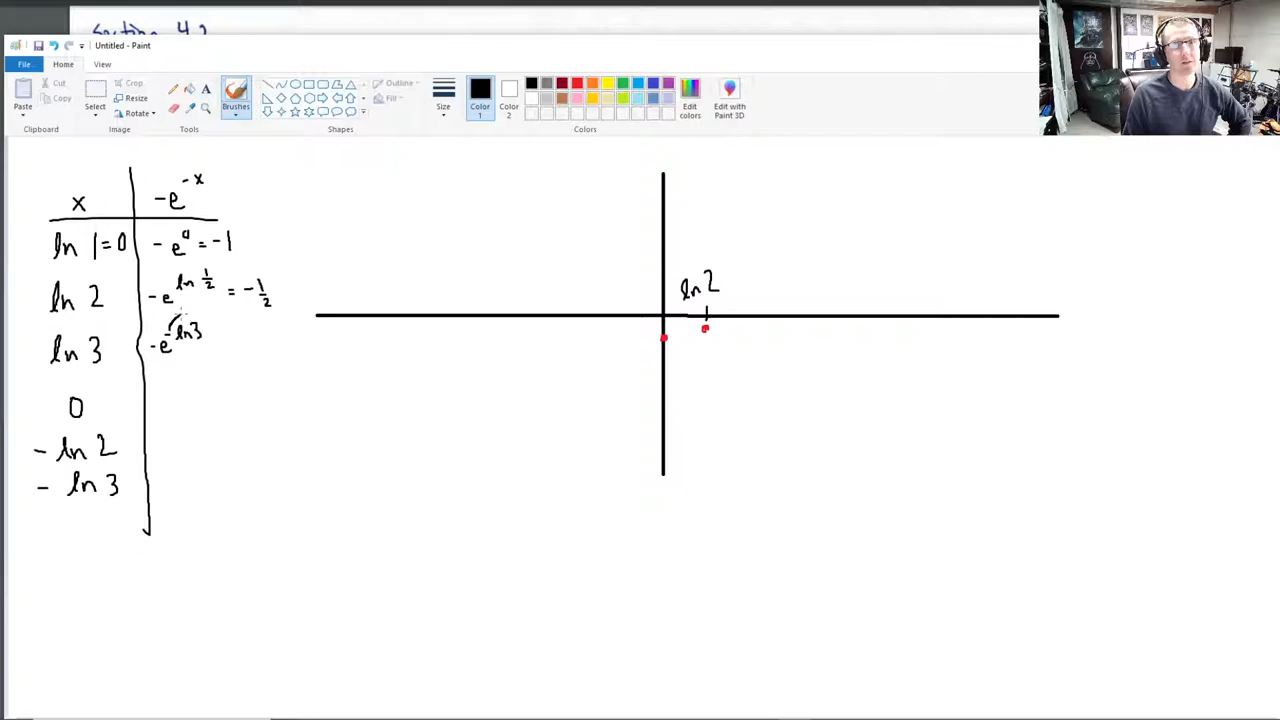 Section 4.2
Untitled - Paint
File
Home
View
Paste
Cut
Copy
Clipboard
Select
Crop
Resize
Rotate
Image
Tools
Brushes
Shapes
Outline
Fill
Size
Color 1
Color 2
Edit colors
Edit with Paint 3D
Colors
x -e^{-x}
ln 1=0 -e^0 = -1
ln 2 -e^{ln 1/2} = -1/2
ln 3 -e^{-ln3}
0
- ln 2
- ln 3
ln 2